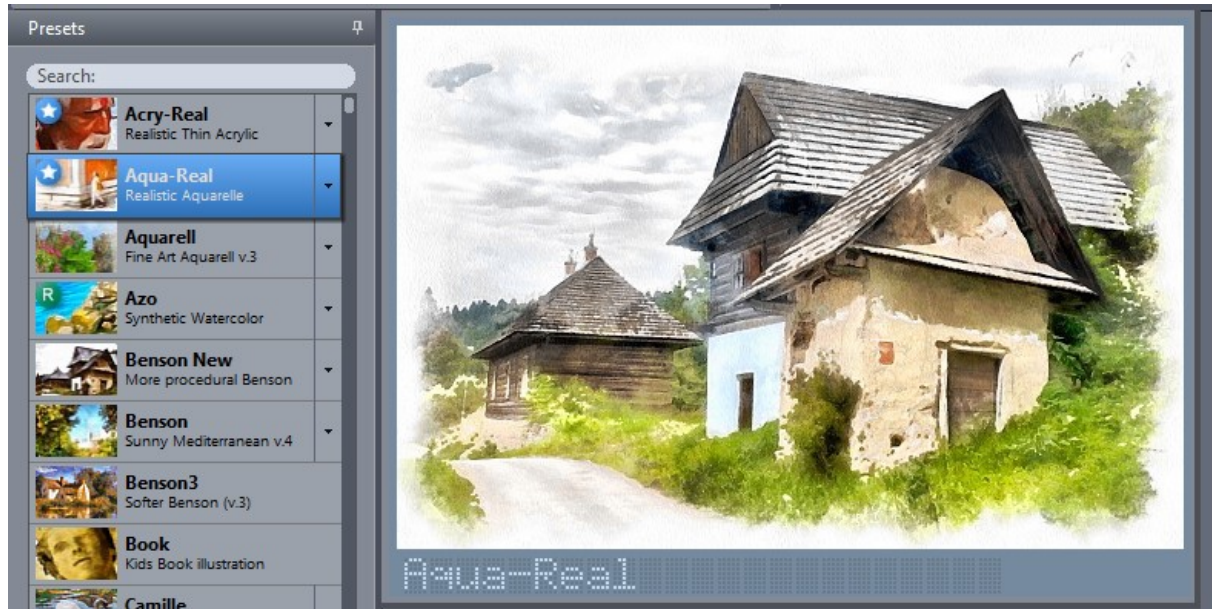 Presets
Search:
Acry-Real
Realistic Thin Acrylic
Aqua-Real
Realistic Aquarelle
Aquarell
Fine Art Aquarell v.3
R
Azo
Synthetic Watercolor
Benson New
More procedural Benson
Benson
Sunny Mediterranean v.4
Benson3
Softer Benson (v.3)
Book
Kids Book illustration
Camille
Aqua-Real